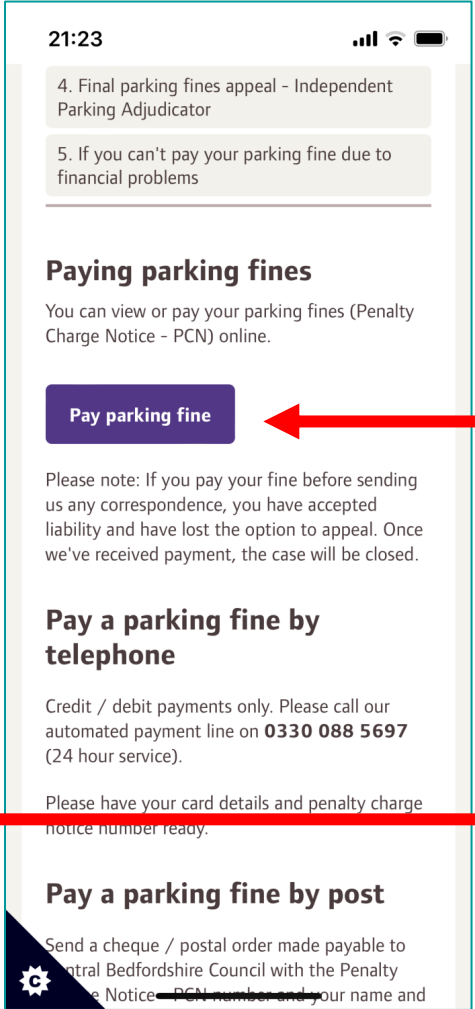 21:23
4. Final parking fines appeal - Independent
Parking Adjudicator
5. If you can't pay your parking fine due to
financial problems
Paying parking fines
You can view or pay your parking fines (Penalty
Charge Notice - PCN) online.
Pay parking fine
Please note: If you pay your fine before sending
us any correspondence, you have accepted
liability and have lost the option to appeal. Once
we've received payment, the case will be closed.
Pay a parking fine by
telephone
Credit / debit payments only. Please call our
automated payment line on 0330 088 5697
(24 hour service).
Please have your card details and penalty charge
notice number ready.
Pay a parking fine by post
Send a cheque / postal order made payable to
ntral Bedfordshire Council with the Penalty
e Notice - PCN number and your name and
C